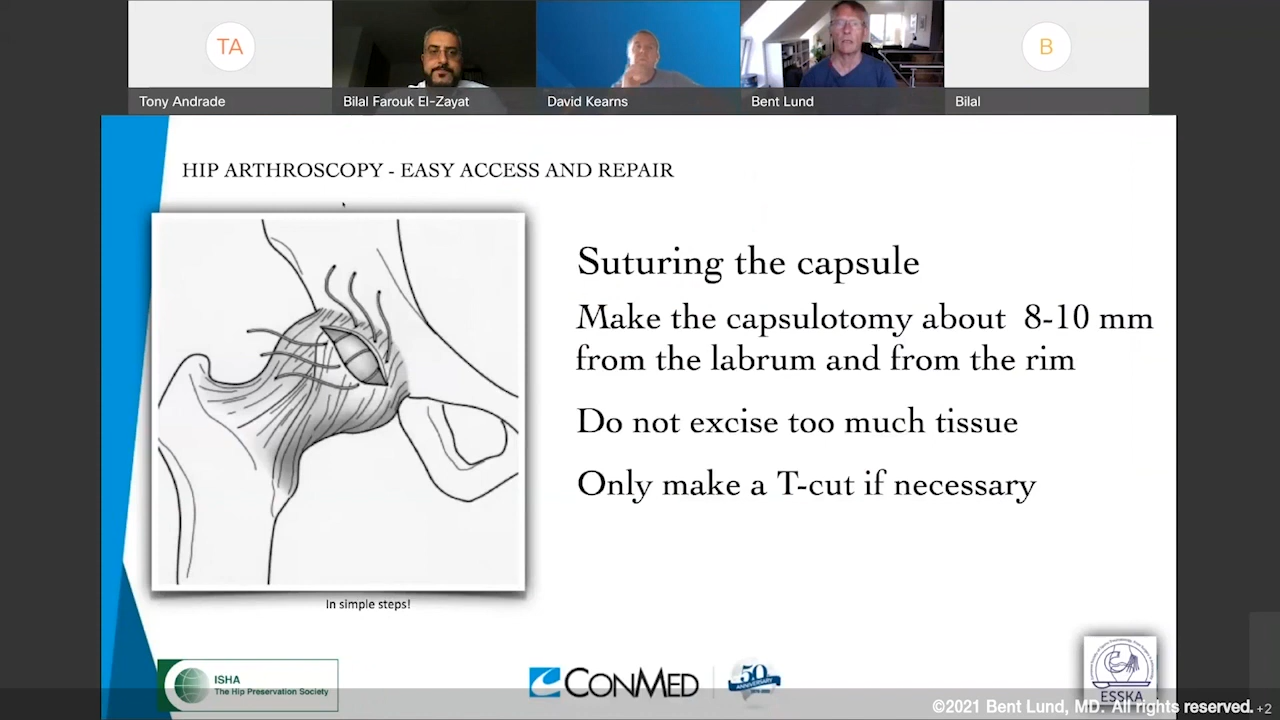 TA
B
Tony Andrade
Bilal Farouk El-Zayat
David Kearns
Bent Lund
Bilal
HIP ARTHROSCOPY - EASY ACCESS AND REPAIR
Suturing the capsule
Make the capsulotomy about 8-10 mm
from the labrum and from the rim
Do not excise too much tissue
Only make a T-cut if necessary
In simple steps!
ISHA
The Hip Preservation Society
CONMED
50
ANNIVERSARY
ESSKA
©2021 Bent Lund, MD. All rights reserved.
+2